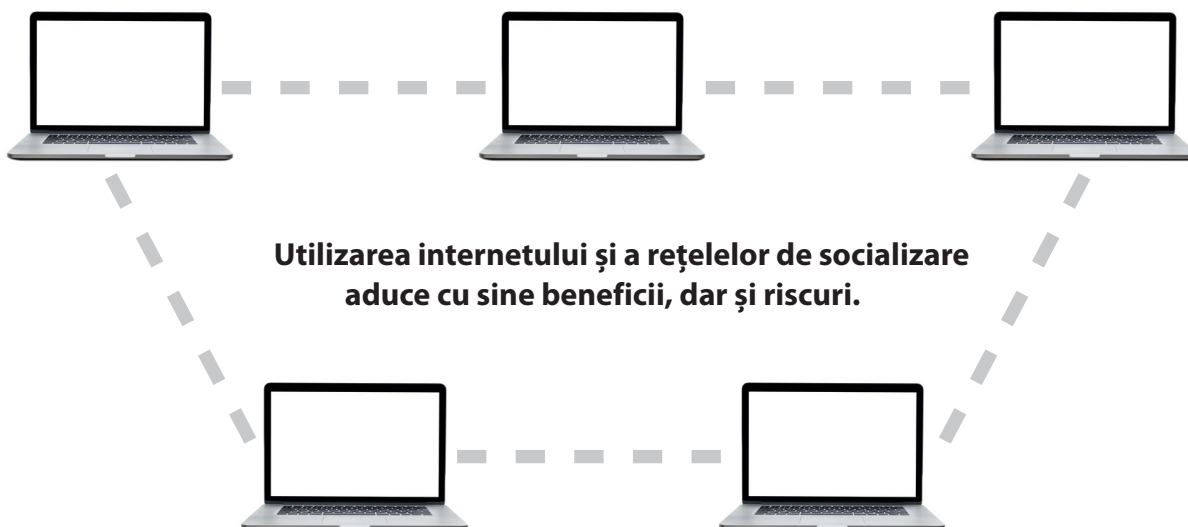 Utilizarea internetului și a rețelelor de socializare
aduce cu sine beneficii, dar și riscuri.